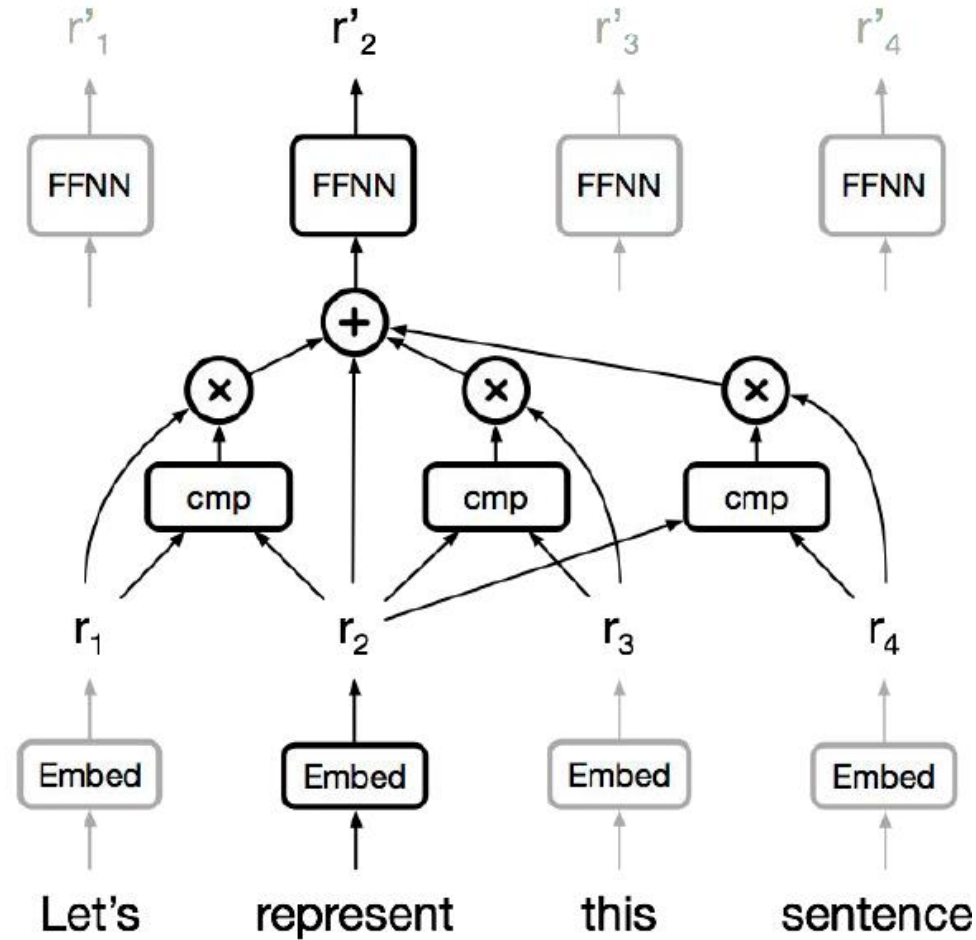 r'₁ r'₂ r'₃ r'₄
FFNN FFNN FFNN FFNN
+
× × ×
cmp cmp cmp
r₁ r₂ r₃ r₄
Embed Embed Embed Embed
Let's represent this sentence